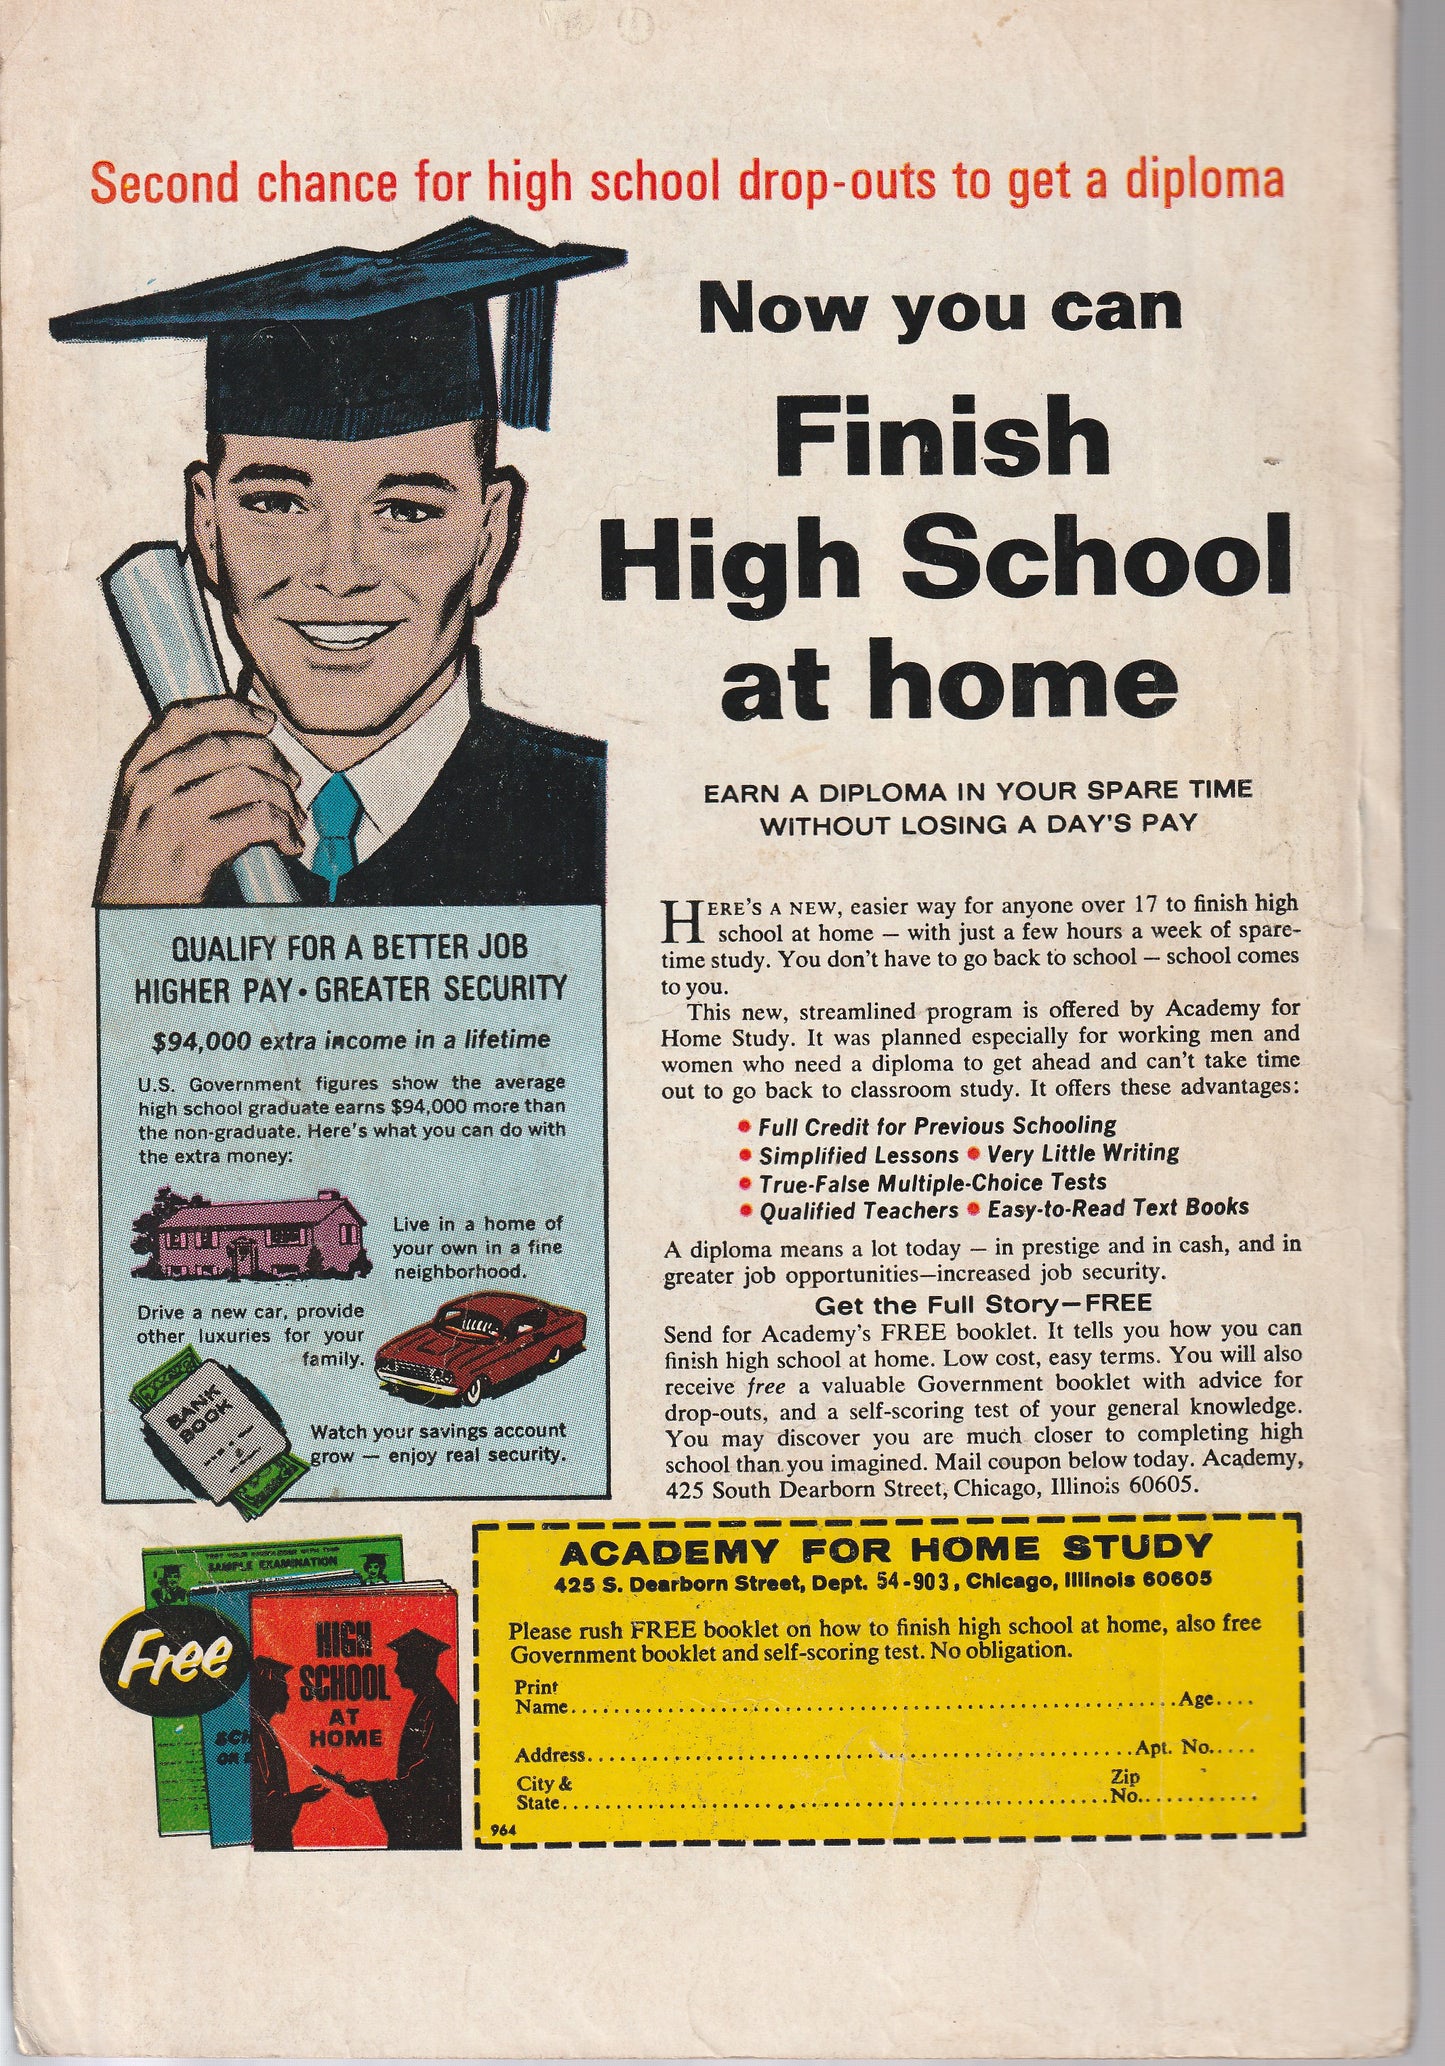 Second chance for high school drop-outs to get a diploma
Now you can
Finish
High School
at home
EARN A DIPLOMA IN YOUR SPARE TIME
WITHOUT LOSING A DAY'S PAY
HERE'S A NEW, easier way for anyone over 17 to finish high
school at home — with just a few hours a week of spare-
time study. You don't have to go back to school — school comes
to you.
This new, streamlined program is offered by Academy for
Home Study. It was planned especially for working men and
women who need a diploma to get ahead and can't take time
out to go back to classroom study. It offers these advantages:
• Full Credit for Previous Schooling
• Simplified Lessons • Very Little Writing
• True-False Multiple-Choice Tests
• Qualified Teachers • Easy-to-Read Text Books
A diploma means a lot today — in prestige and in cash, and in
greater job opportunities—increased job security.
Get the Full Story—FREE
Send for Academy's FREE booklet. It tells you how you can
finish high school at home. Low cost, easy terms. You will also
receive free a valuable Government booklet with advice for
drop-outs, and a self-scoring test of your general knowledge.
You may discover you are much closer to completing high
school than you imagined. Mail coupon below today. Academy,
425 South Dearborn Street, Chicago, Illinois 60605.
QUALIFY FOR A BETTER JOB
HIGHER PAY • GREATER SECURITY
$94,000 extra income in a lifetime
U.S. Government figures show the average
high school graduate earns $94,000 more than
the non-graduate. Here's what you can do with
the extra money:
Live in a home of
your own in a fine
neighborhood.
Drive a new car, provide
other luxuries for your
family.
BANK
BOOK
Watch your savings account
grow — enjoy real security.
TEST YOUR KNOWLEDGE WITH THIS
SAMPLE EXAMINATION
Free
HIGH
SCHOOL
AT
HOME
SCH
OR
ACADEMY FOR HOME STUDY
425 S. Dearborn Street, Dept. 54-903, Chicago, Illinois 60605
Please rush FREE booklet on how to finish high school at home, also free
Government booklet and self-scoring test. No obligation.
Print
Name.......... Age....
Address.......... Apt. No.....
City & Zip
State.......... No..........
964